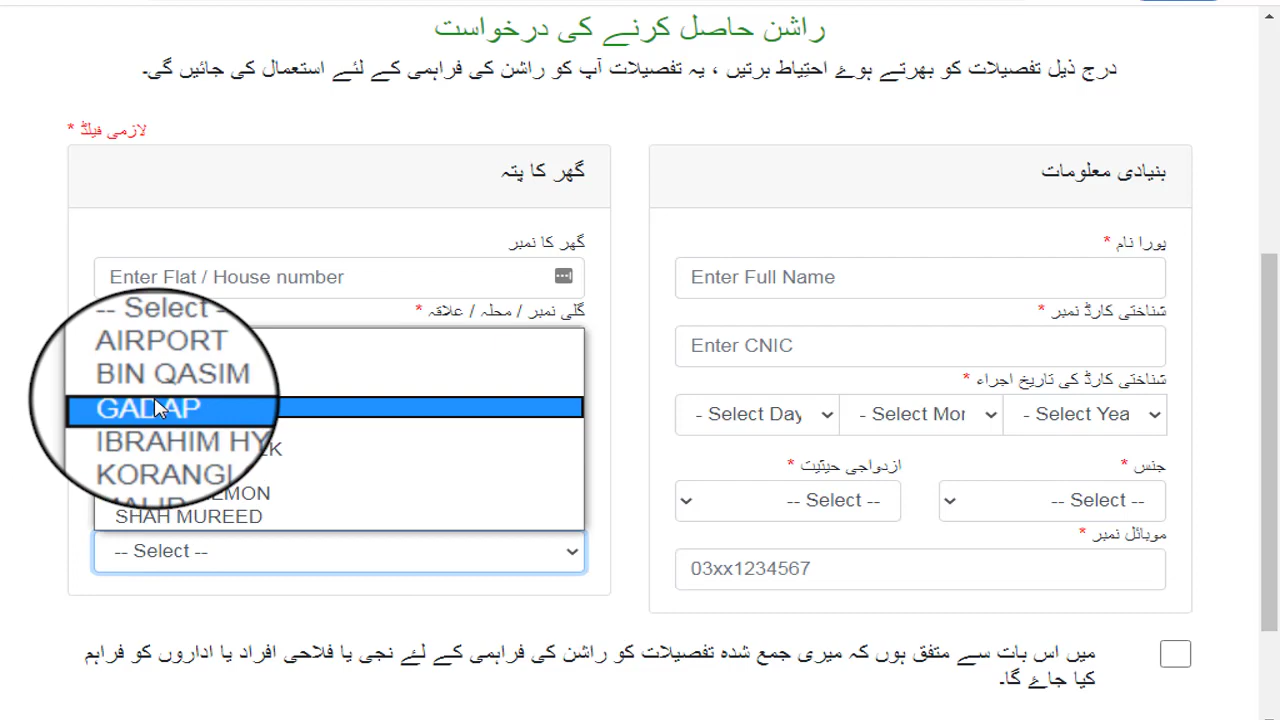 راشن حاصل کرنے کی درخواست
درج ذیل تفصیلات کو بھرتے ہوۓ احتِیاط برتیں ، یہ تفصیلات آپ کو راشن کی فراہمی کے لئے استعمال کی جائیں گی۔
لازمی فیلڈ *
بنیادی معلومات
پورا نام *
Enter Full Name
شناختی کارڈ نمبر *
Enter CNIC
شناختی کارڈ کی تاریخ اجراء *
- Select Day
- Select Mor
- Select Yea
جنس *
-- Select --
ازدواجی حیثیت *
-- Select --
موبائل نمبر *
03xx1234567
گھر کا پتہ
گھر کا نمبر
Enter Flat / House number
گلی نمبر / محلہ / علاقہ *
-- Select -
AIRPORT
BIN QASIM
GADAP
IBRAHIM HY
KORANGI
SHAH MUREED
-- Select --
میں اس بات سے متفق ہوں کہ میری جمع شدہ تفصیلات کو راشن کی فراہمی کے لئے نجی یا فلاحی افراد یا اداروں کو فراہم
کیا جاۓ گا۔